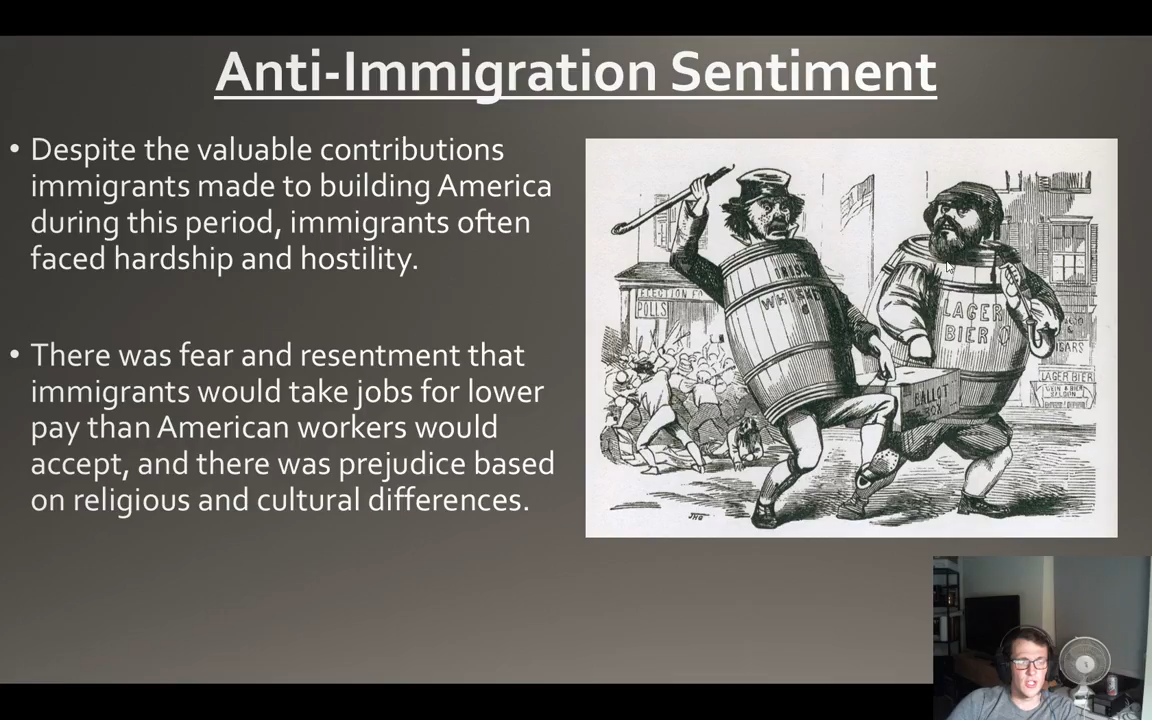 Anti-Immigration Sentiment
• Despite the valuable contributions
immigrants made to building America
during this period, immigrants often
faced hardship and hostility.
• There was fear and resentment that
immigrants would take jobs for lower
pay than American workers would
accept, and there was prejudice based
on religious and cultural differences.
IRISH
WHISKE
LAGER
BIER
ELECTION
POLLS
BALLOT
BOX
LAGER BIER
SALOON